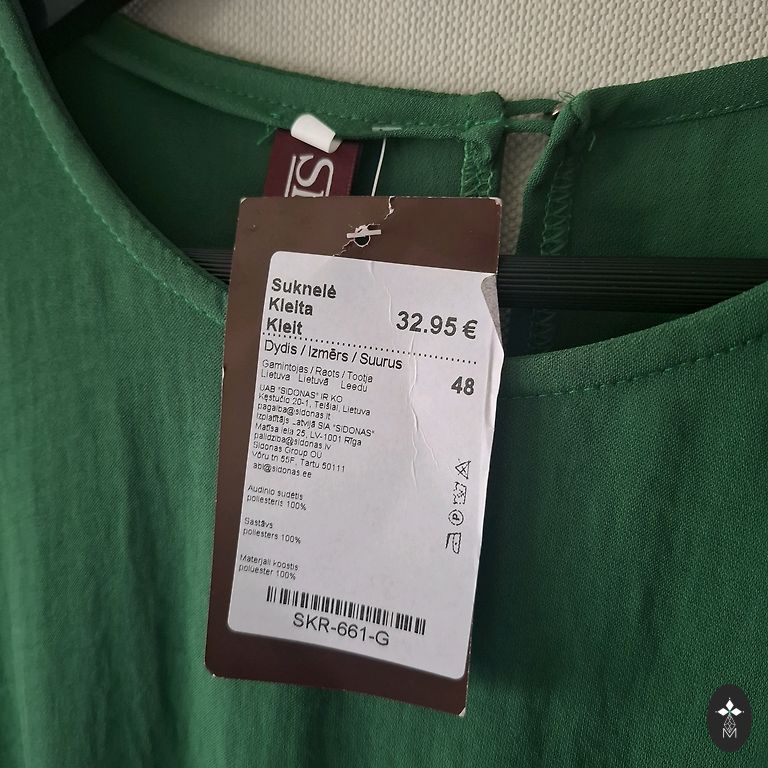 SI
Suknelė
Kleita
Kleit
32.95 €
Dydis / Izmērs / Suurus
48
Gamintojas / Ražots / Tootja
Lietuva Lietuvā Leedu
UAB "SIDONAS" IR KO
Kęstučio 20-1, Telšiai, Lietuva
pagalba@sidonas.lt
Izplatītājs Latvijā SIA "SIDONAS"
Matīsa iela 25, LV-1001 Rīga
palidziba@sidonas.lv
Sidonas Group OÜ
Võru tn 55F, Tartu 50111
abi@sidonas.ee
Audinio sudėtis
poliesteris 100%
Sastāvs
poliesters 100%
Materjali koostis
polüester 100%
SKR-661-G
P
M